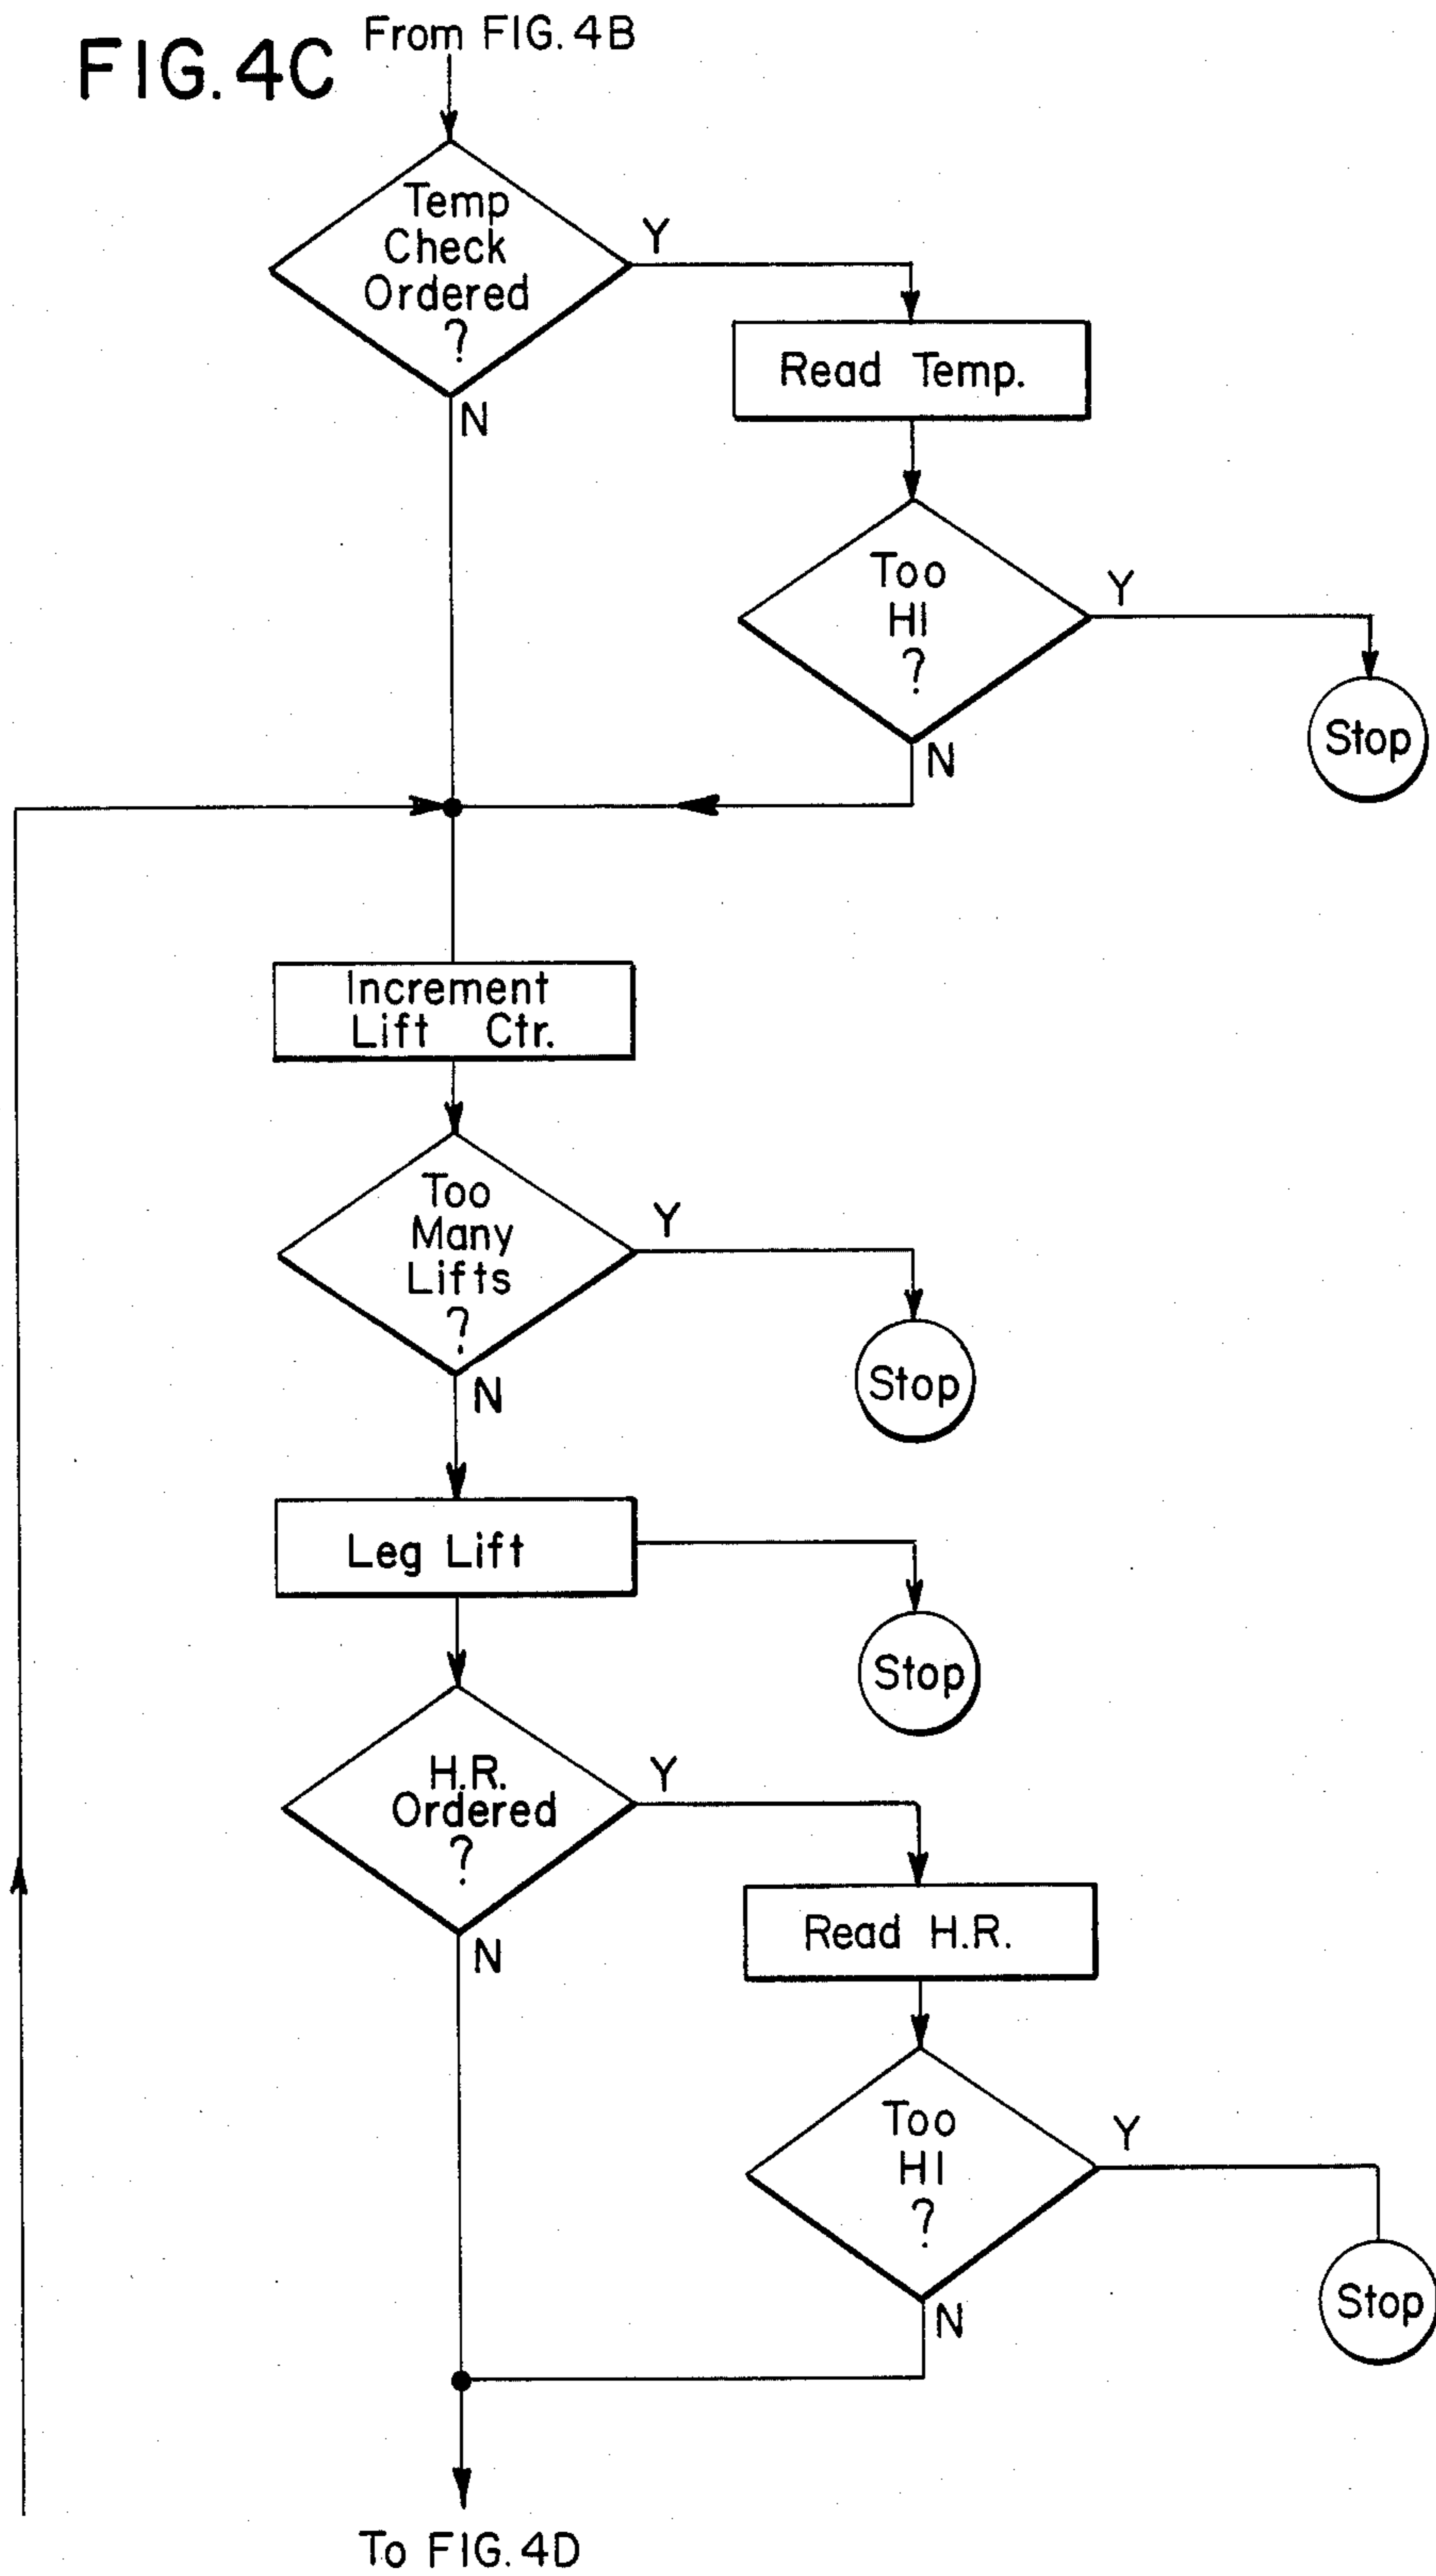 FIG. 4C
From FIG. 4B
Temp
Check
Ordered
?
Y
N
Read Temp.
Too
HI
?
Y
N
Stop
Increment
Lift Ctr.
Too
Many
Lifts
?
Y
N
Stop
Leg Lift
Stop
H.R.
Ordered
?
Y
N
Read H.R.
Too
HI
?
Y
N
Stop
To FIG. 4D